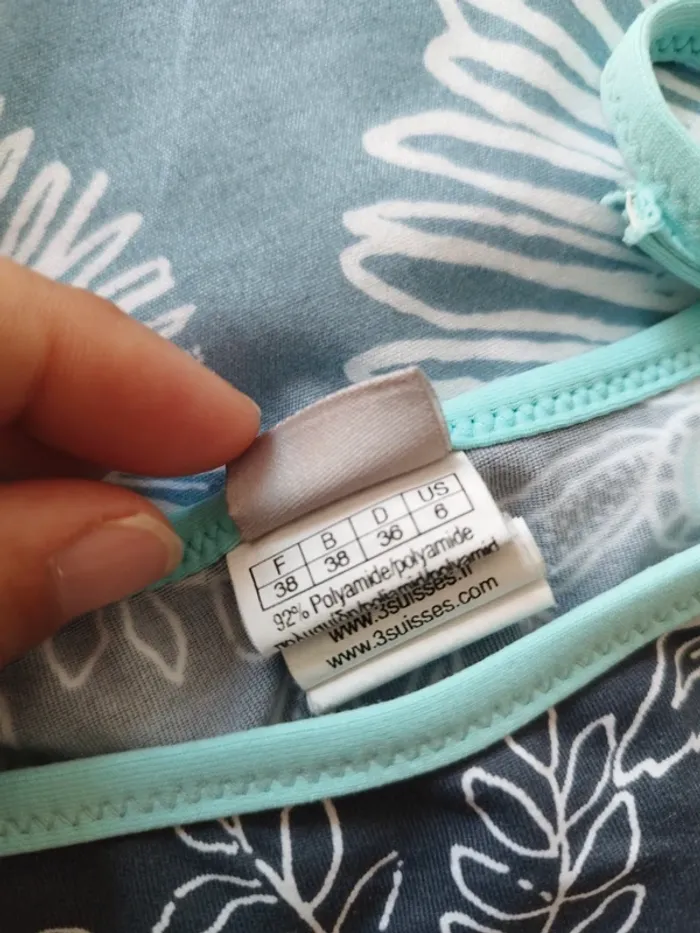 F B D US
38 38 36 6
92% Polyamide/polyamide
www.3suisses.fr
www.3suisses.com